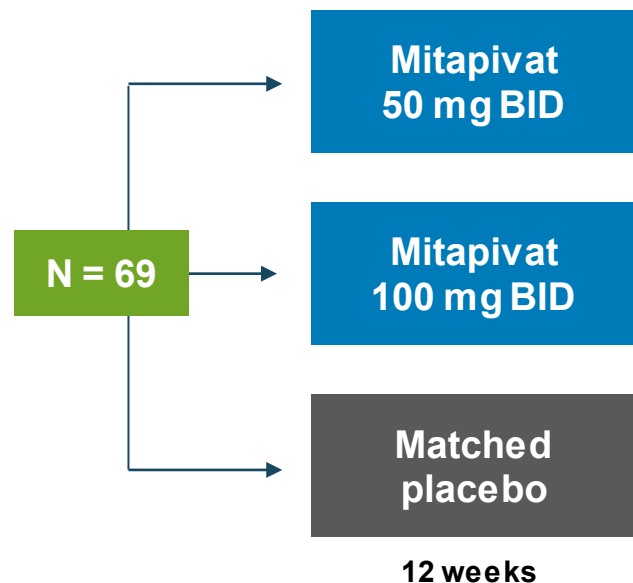 Mitapivat
50 mg BID
N = 69
Mitapivat
100 mg BID
Matched
placebo
12 weeks